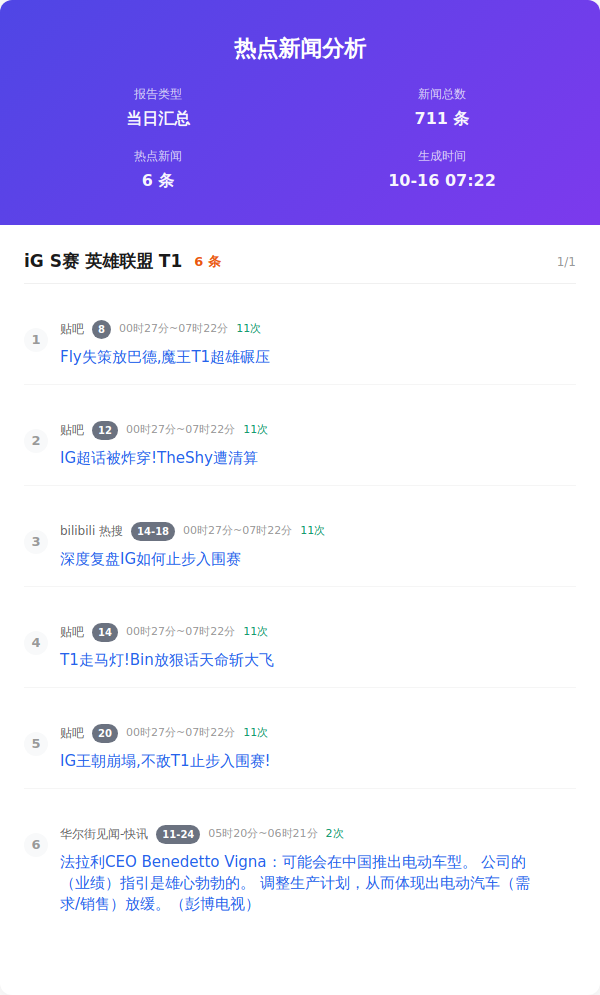 热点新闻分析
报告类型
新闻总数
当日汇总
711 条
热点新闻
生成时间
6 条
10-16 07:22
iG S赛 英雄联盟 T1 6 条 1/1
1
贴吧 8 00时27分~07时22分 11次
Fly失策放巴德,魔王T1超雄碾压
2
贴吧 12 00时27分~07时22分 11次
IG超话被炸穿!TheShy遭清算
3
bilibili 热搜 14-18 00时27分~07时22分 11次
深度复盘IG如何止步入围赛
4
贴吧 14 00时27分~07时22分 11次
T1走马灯!Bin放狠话天命斩大飞
5
贴吧 20 00时27分~07时22分 11次
IG王朝崩塌,不敌T1止步入围赛!
6
华尔街见闻-快讯 11-24 05时20分~06时21分 2次
法拉利CEO Benedetto Vigna：可能会在中国推出电动车型。 公司的
（业绩）指引是雄心勃勃的。 调整生产计划，从而体现出电动汽车（需
求/销售）放缓。（彭博电视）